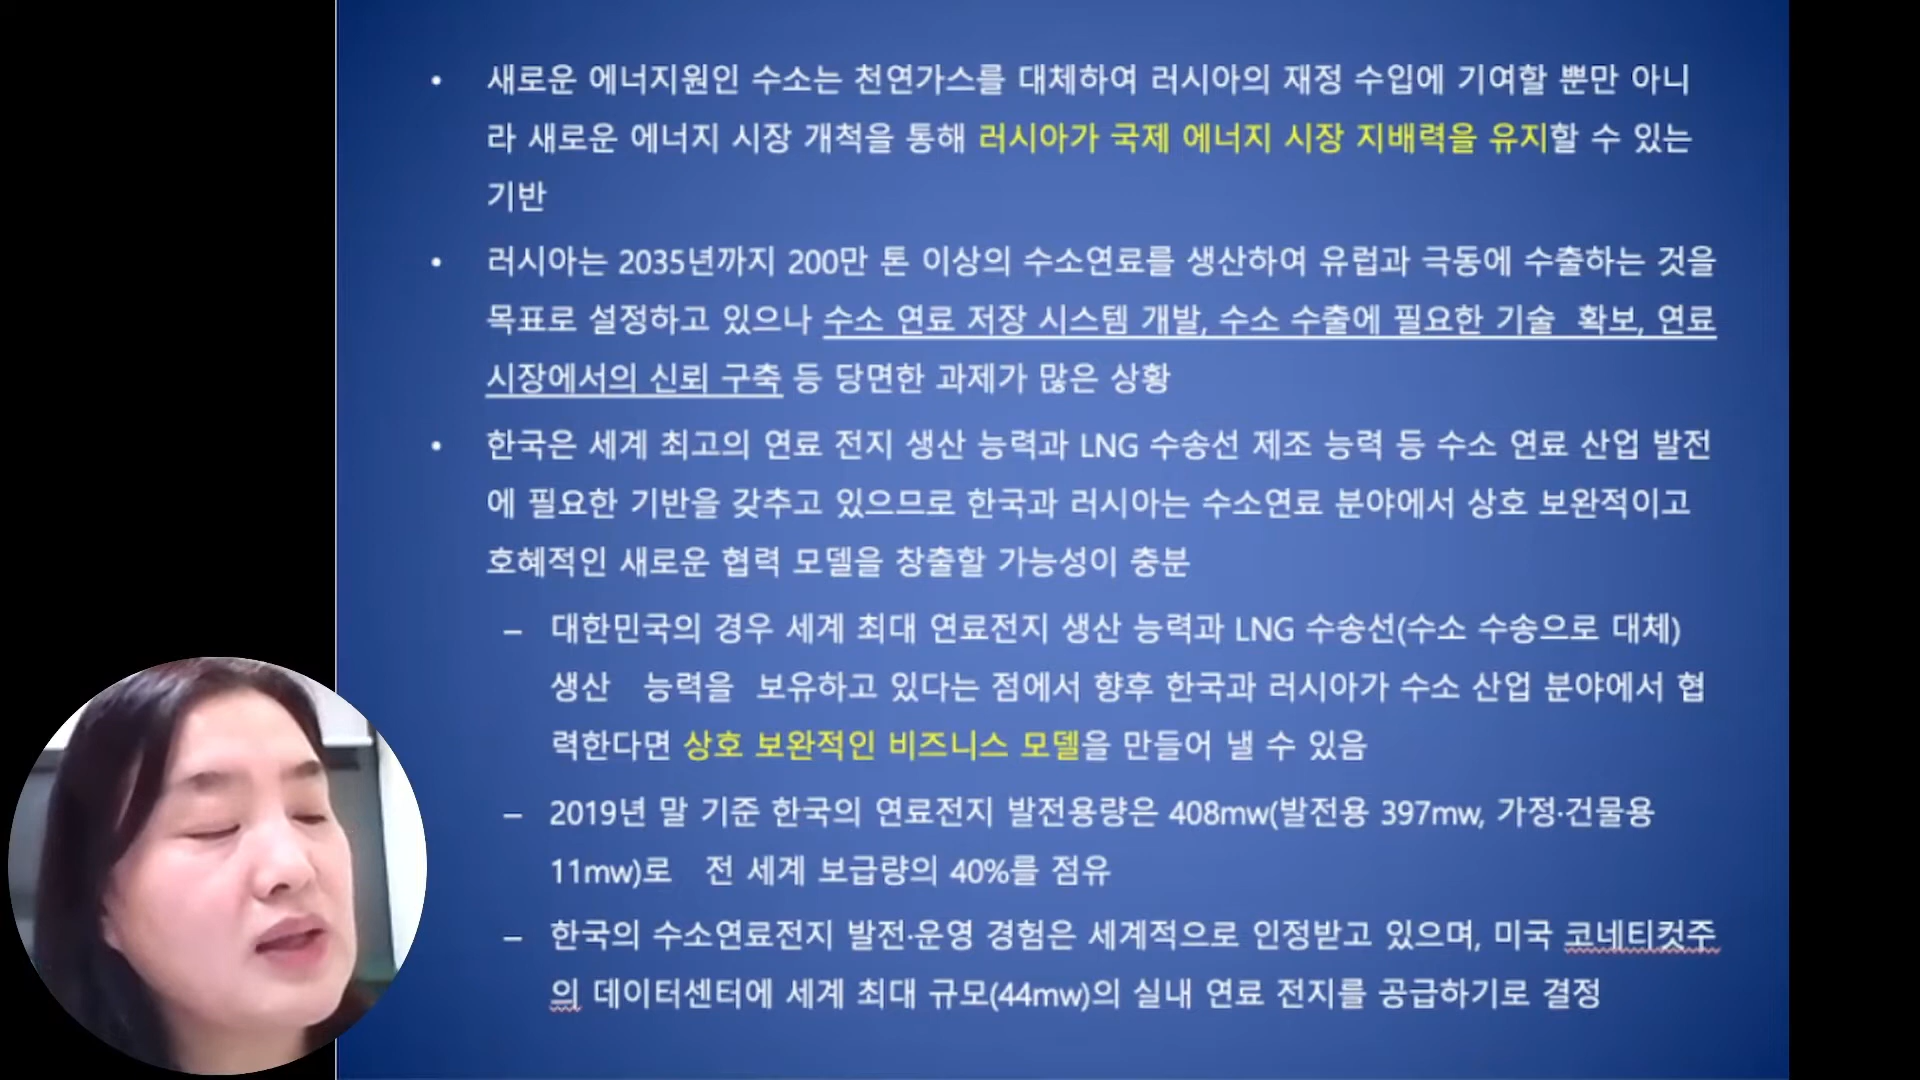 • 새로운 에너지원인 수소는 천연가스를 대체하여 러시아의 재정 수입에 기여할 뿐만 아니
라 새로운 에너지 시장 개척을 통해 러시아가 국제 에너지 시장 지배력을 유지할 수 있는
기반
• 러시아는 2035년까지 200만 톤 이상의 수소연료를 생산하여 유럽과 극동에 수출하는 것을
목표로 설정하고 있으나 수소 연료 저장 시스템 개발, 수소 수출에 필요한 기술 확보, 연료
시장에서의 신뢰 구축 등 당면한 과제가 많은 상황
• 한국은 세계 최고의 연료 전지 생산 능력과 LNG 수송선 제조 능력 등 수소 연료 산업 발전
에 필요한 기반을 갖추고 있으므로 한국과 러시아는 수소연료 분야에서 상호 보완적이고
호혜적인 새로운 협력 모델을 창출할 가능성이 충분
– 대한민국의 경우 세계 최대 연료전지 생산 능력과 LNG 수송선(수소 수송으로 대체)
생산 능력을 보유하고 있다는 점에서 향후 한국과 러시아가 수소 산업 분야에서 협
력한다면 상호 보완적인 비즈니스 모델을 만들어 낼 수 있음
– 2019년 말 기준 한국의 연료전지 발전용량은 408mw(발전용 397mw, 가정·건물용
11mw)로 전 세계 보급량의 40%를 점유
– 한국의 수소연료전지 발전·운영 경험은 세계적으로 인정받고 있으며, 미국 코네티컷주
의 데이터센터에 세계 최대 규모(44mw)의 실내 연료 전지를 공급하기로 결정